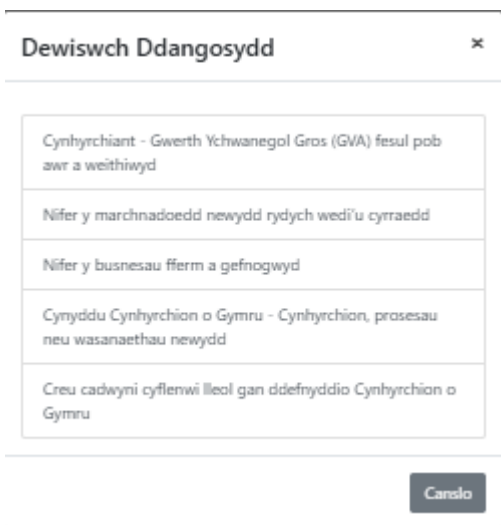 Dewiswch Ddangosydd
×
Cynhyrchiant - Gwerth Ychwanegol Gros (GVA) fesul pob
awr a weithiwyd
Nifer y marchnadoedd newydd rydych wedi'u cyrraedd
Nifer y busnesau fferm a gefnogwyd
Cynyddu Cynhyrchion o Gymru - Cynhyrchion, prosesau
neu wasanaethau newydd
Creu cadwyni cyflenwi lleol gan ddefnyddio Cynhyrchion o
Gymru
Canslo